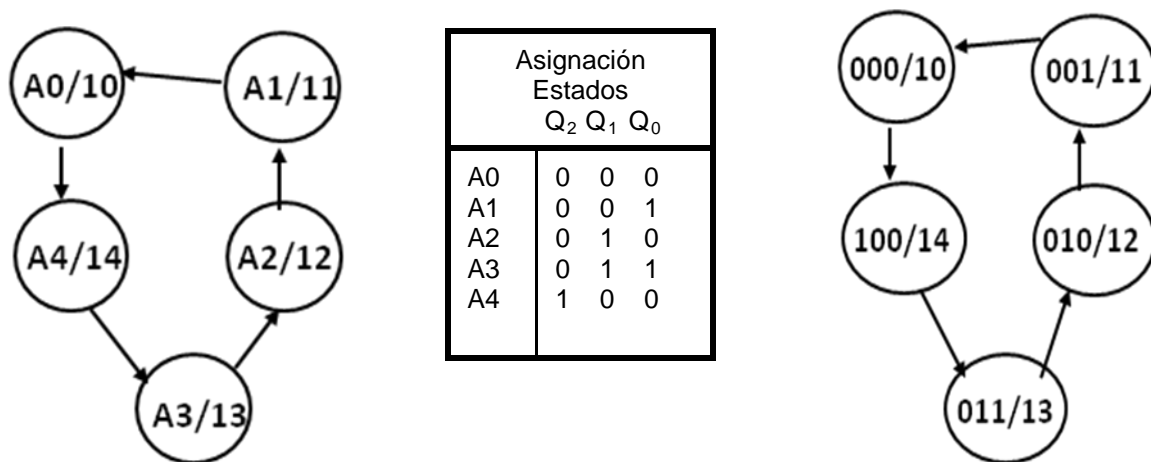 A0/10
A1/11
A4/14
A2/12
A3/13
Asignación
Estados
Q₂ Q₁ Q₀
A0 0 0 0
A1 0 0 1
A2 0 1 0
A3 0 1 1
A4 1 0 0
000/10
001/11
100/14
010/12
011/13